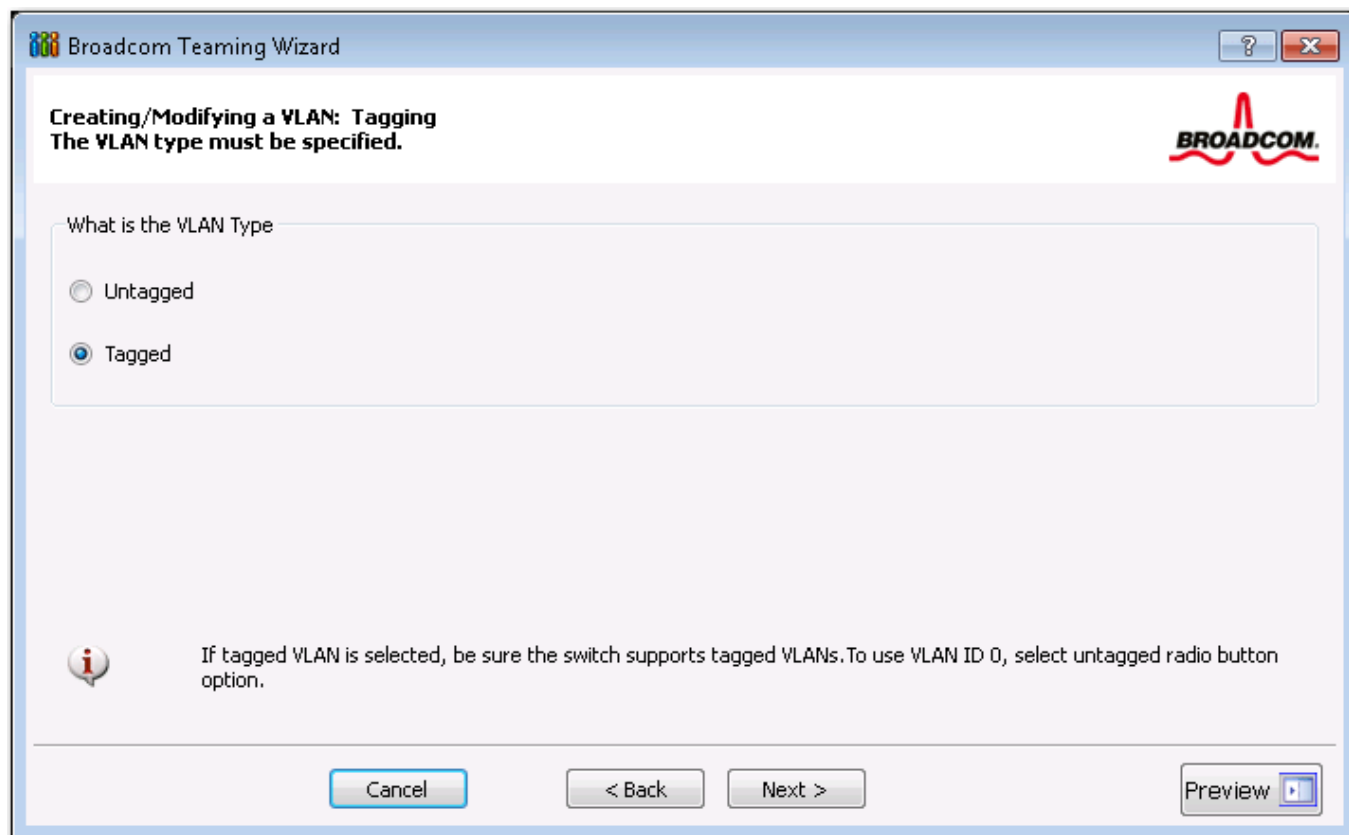 Broadcom Teaming Wizard
?
Creating/Modifying a VLAN: Tagging
The VLAN type must be specified.
BROADCOM.
What is the VLAN Type
Untagged
Tagged
If tagged VLAN is selected, be sure the switch supports tagged VLANs.To use VLAN ID 0, select untagged radio button
option.
Cancel
< Back
Next >
Preview